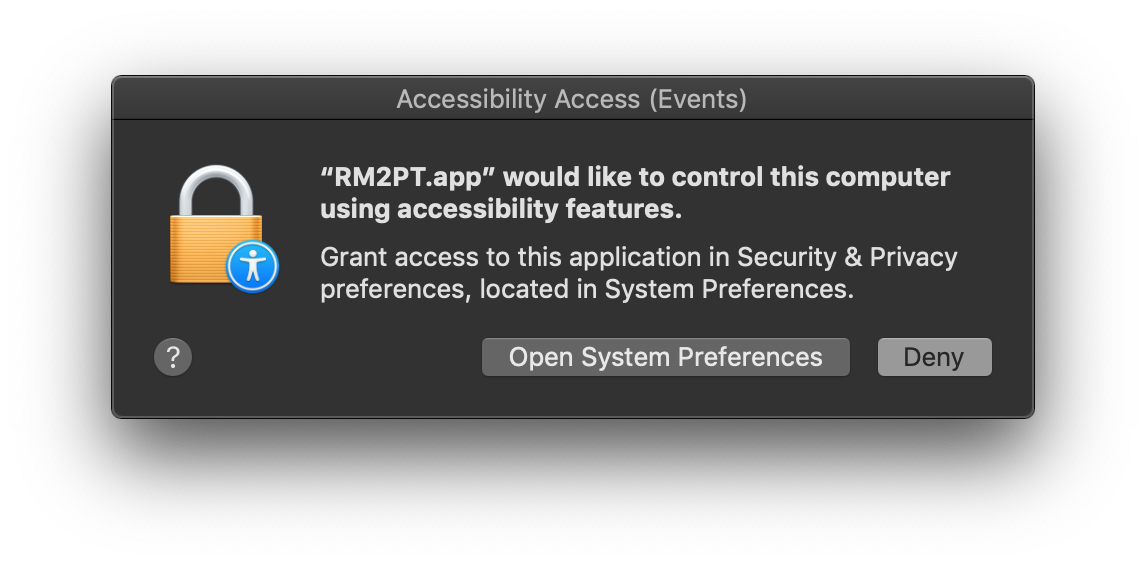 Accessibility Access (Events)
“RM2PT.app” would like to control this computer
using accessibility features.
Grant access to this application in Security & Privacy
preferences, located in System Preferences.
?
Open System Preferences
Deny